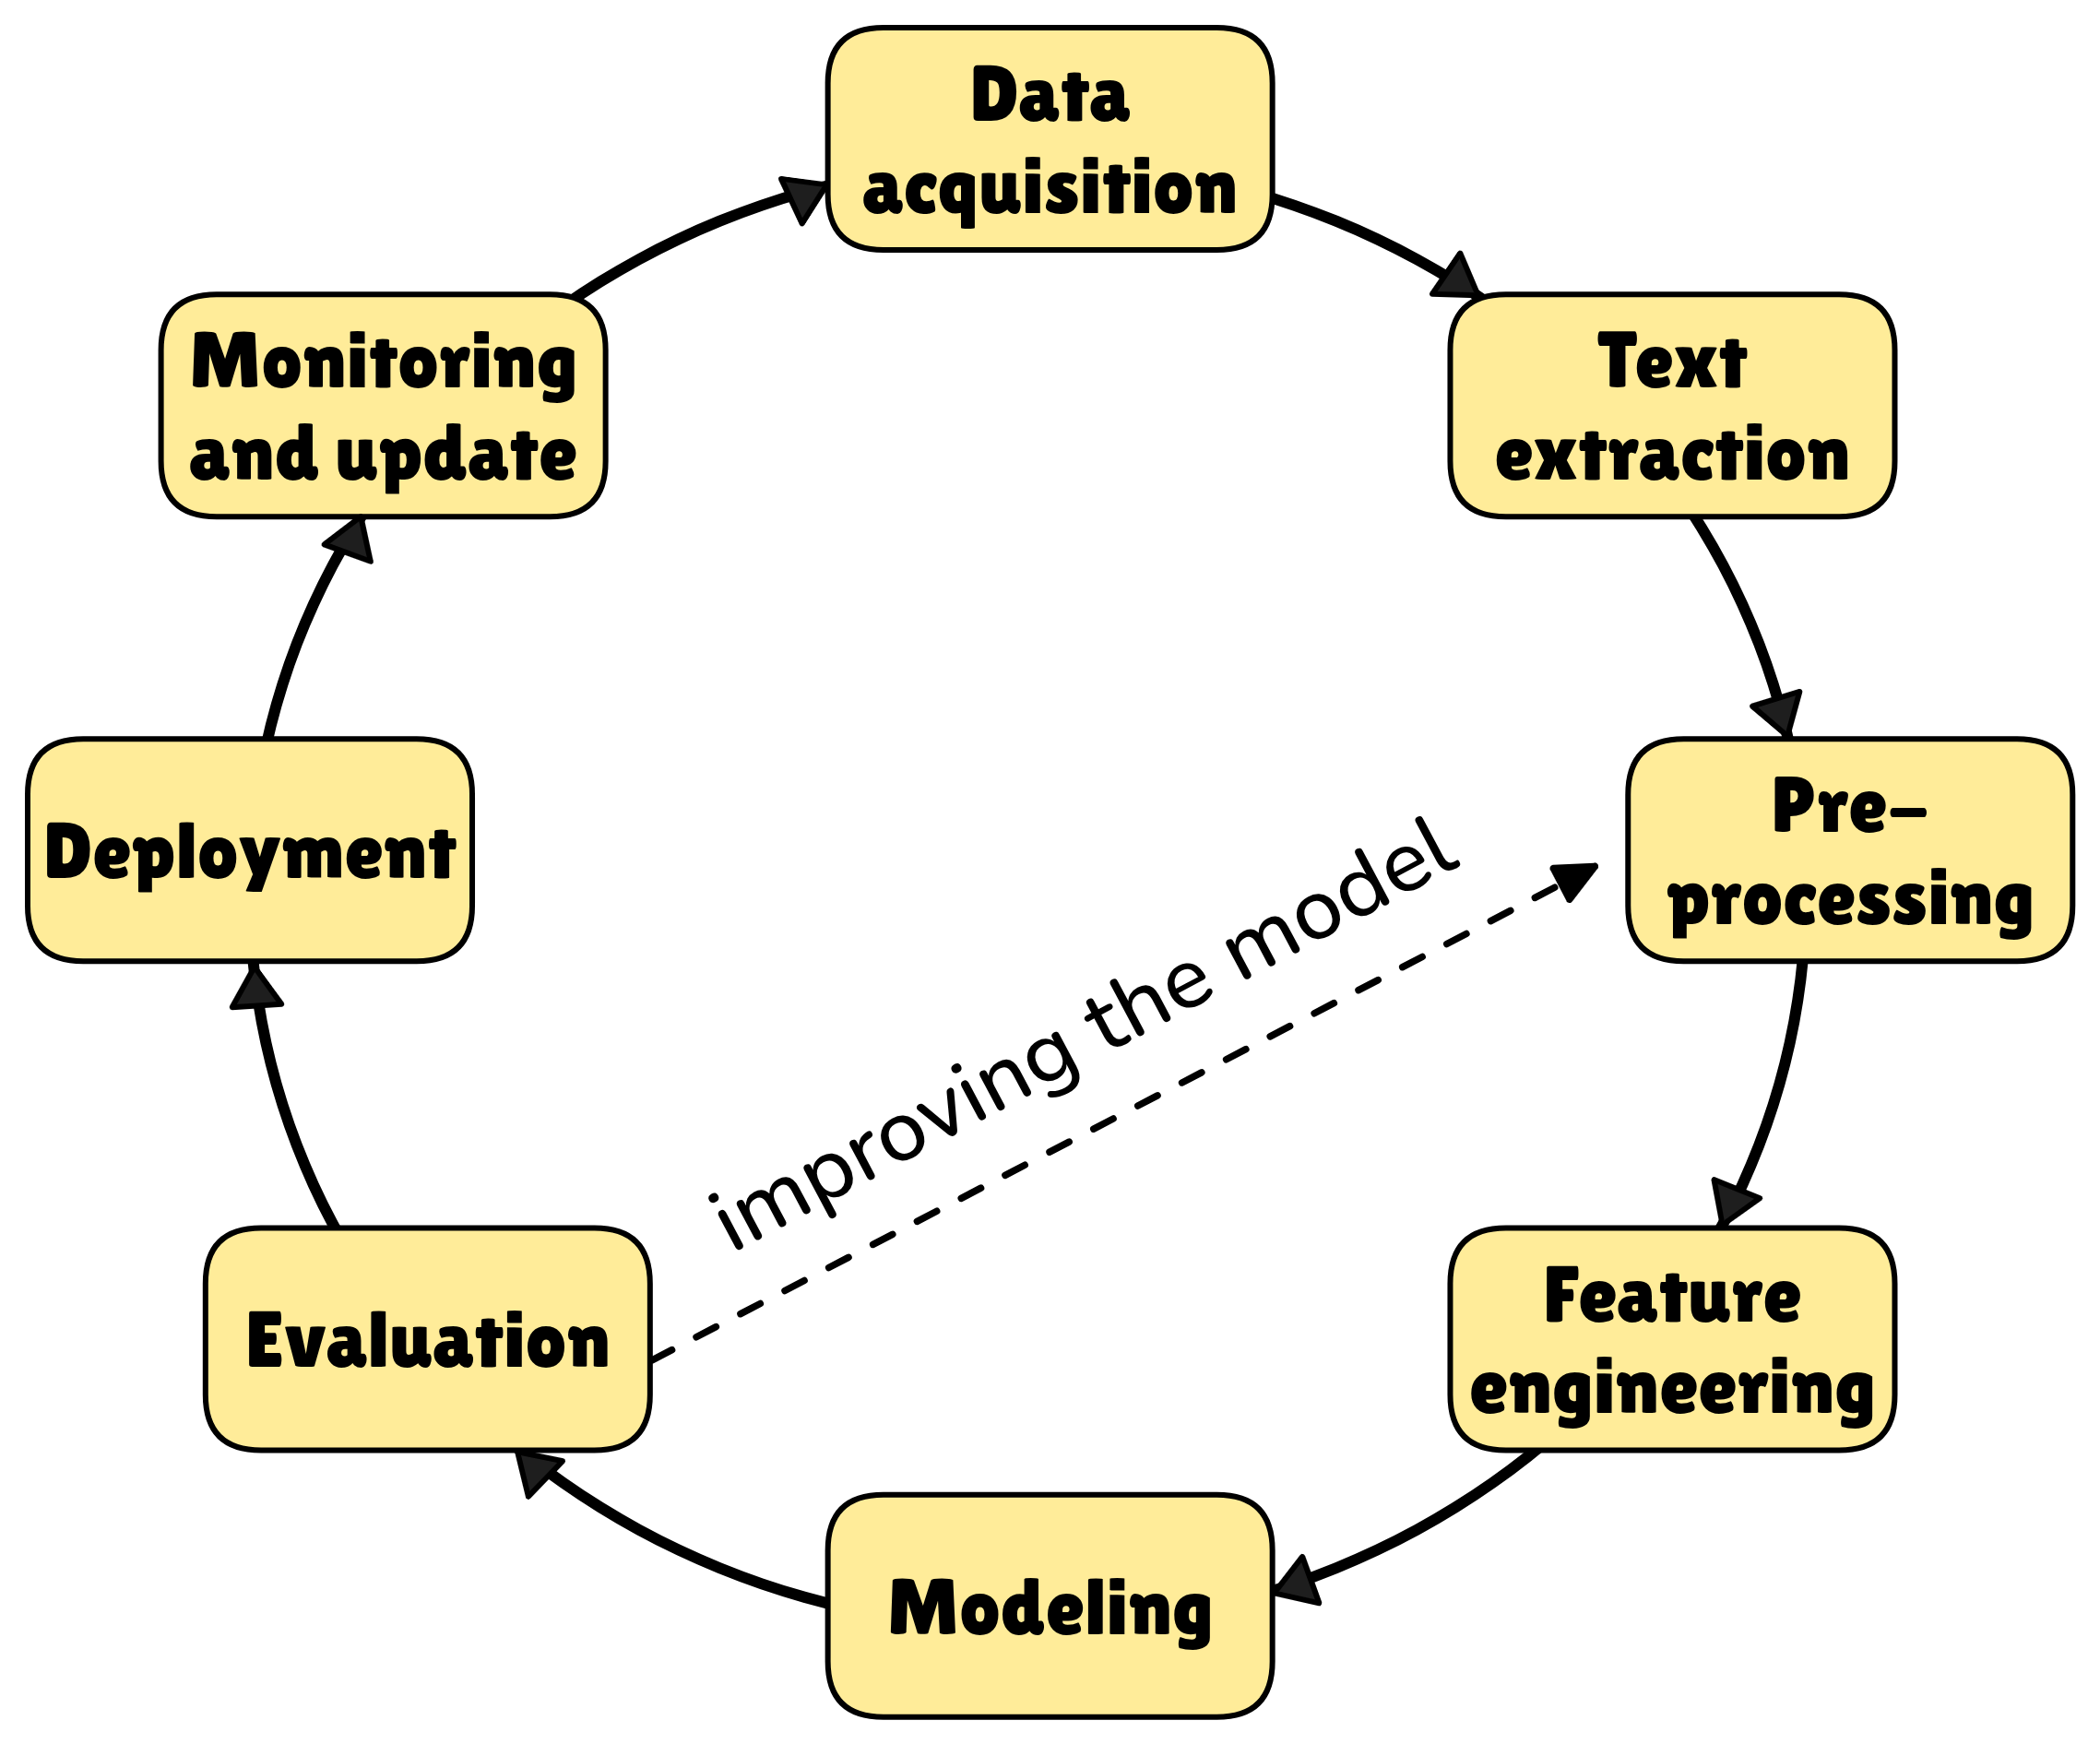 Data
acquisition
Text
extraction
Pre-
processing
Feature
engineering
Modeling
Evaluation
Deployment
Monitoring
and update
improving the model